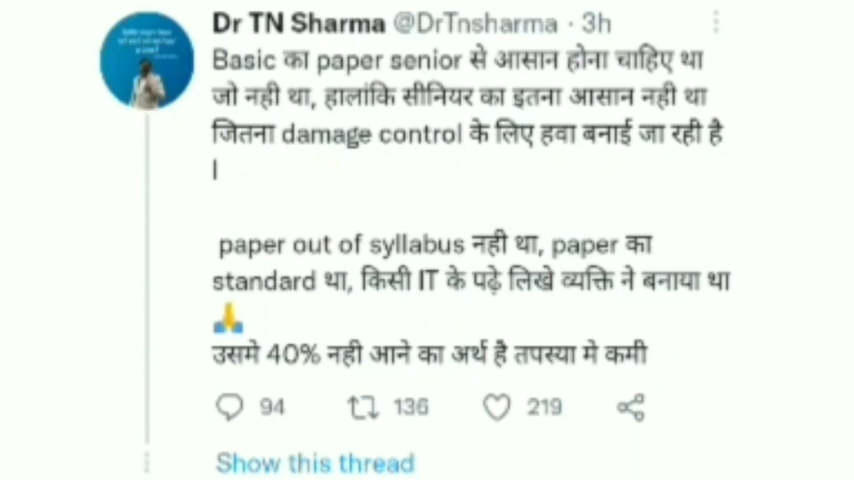 Dr TN Sharma @DrTnsharma · 3h
Basic का paper senior से आसान होना चाहिए था
जो नही था, हालांकि सीनियर का इतना आसान नही था
जितना damage control के लिए हवा बनाई जा रही है
।
paper out of syllabus नही था, paper का
standard था, किसी IT के पढ़े लिखे व्यक्ति ने बनाया था
🙏
उसमे 40% नही आने का अर्थ है तपस्या मे कमी
94 136 219
Show this thread